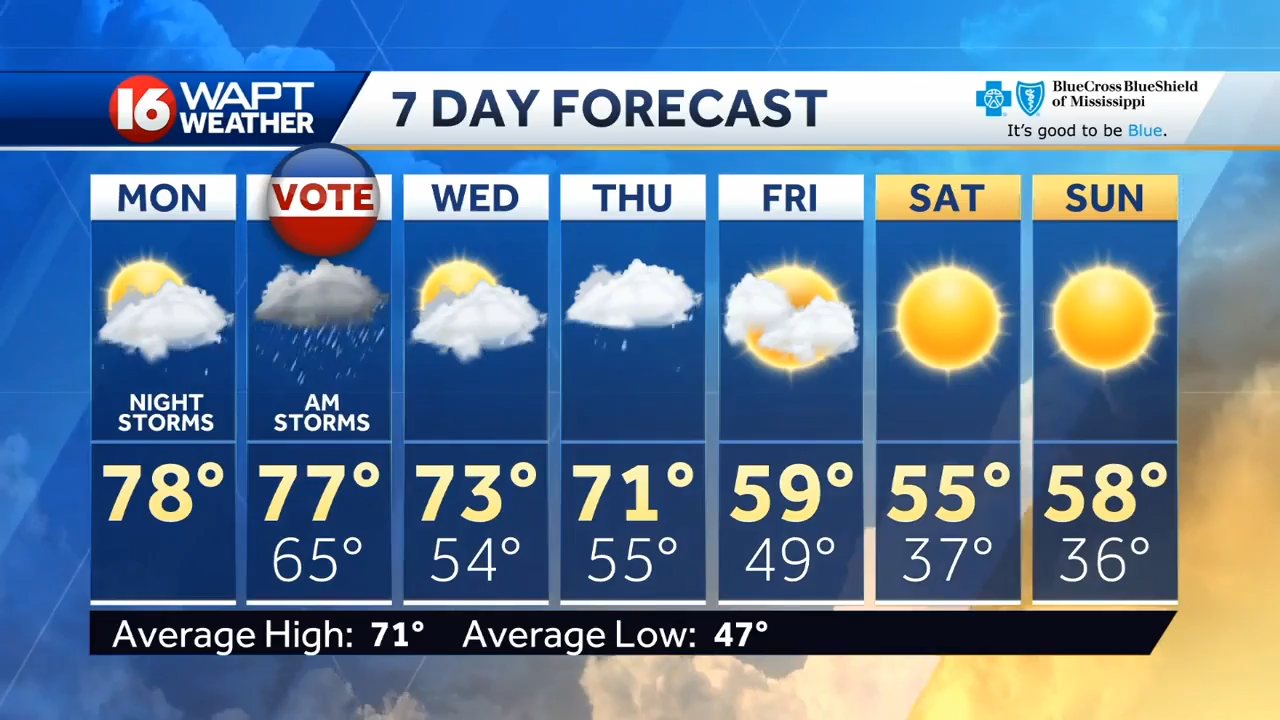 16 WAPT WEATHER
7 DAY FORECAST
BlueCross BlueShield
of Mississippi
It's good to be Blue.
MON VOTE WED THU FRI SAT SUN
NIGHT STORMS
AM STORMS
78° 77° 73° 71° 59° 55° 58°
65° 54° 55° 49° 37° 36°
Average High: 71° Average Low: 47°